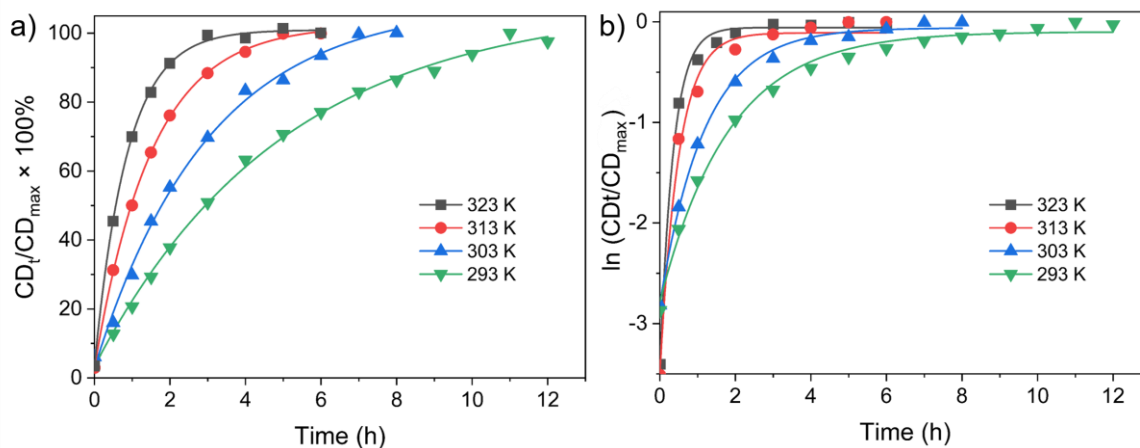 a)
CDₜ/CDₘₐₓ × 100%
100
80
60
40
20
0
323 K
313 K
303 K
293 K
0 2 4 6 8 10 12
Time (h)
b)
ln (CDt/CDₘₐₓ)
0
-1
-2
-3
323 K
313 K
303 K
293 K
0 2 4 6 8 10 12
Time (h)